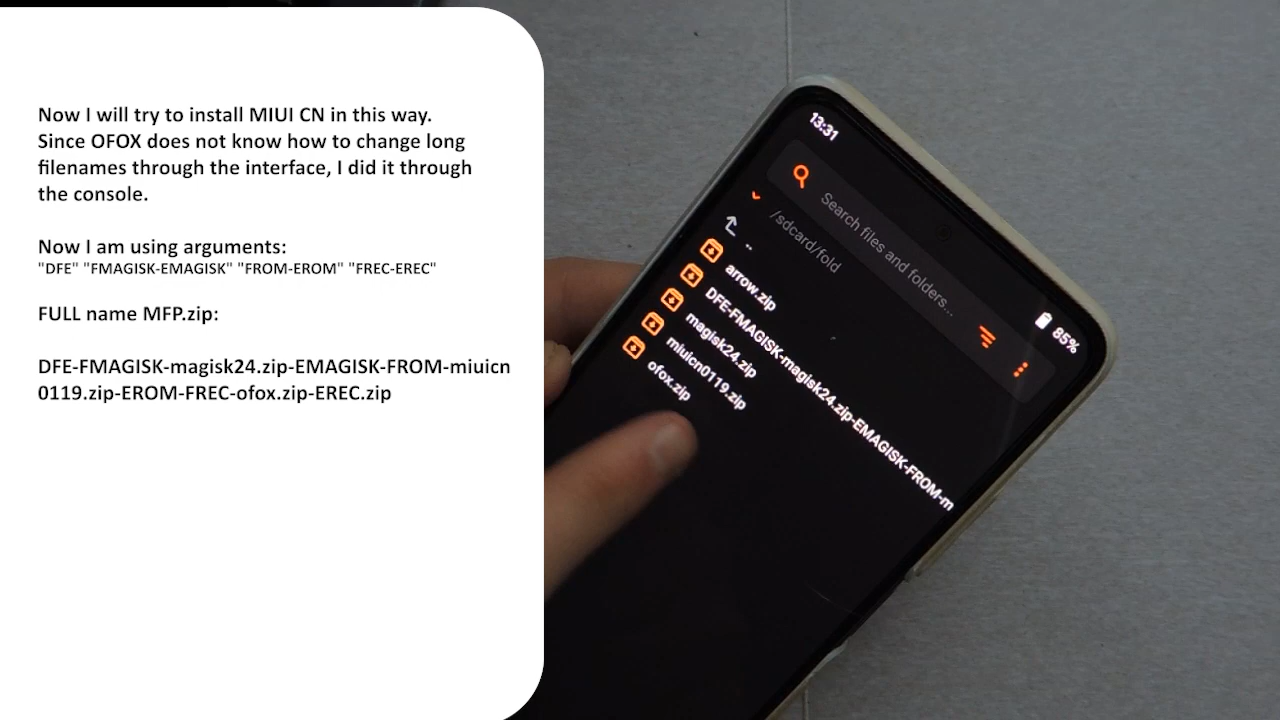 Now I will try to install MIUI CN in this way.
Since OFOX does not know how to change long
filenames through the interface, I did it through
the console.
Now I am using arguments:
"DFE" "FMAGISK-EMAGISK" "FROM-EROM" "FREC-EREC"
FULL name MFP.zip:
DFE-FMAGISK-magisk24.zip-EMAGISK-FROM-miuicn
0119.zip-EROM-FREC-ofox.zip-EREC.zip
13:31
85%
Search files and folders...
/sdcard/fold
..
arrow.zip
DFE-FMAGISK-magisk24.zip-EMAGISK-FROM-m
magisk24.zip
miuicn0119.zip
ofox.zip